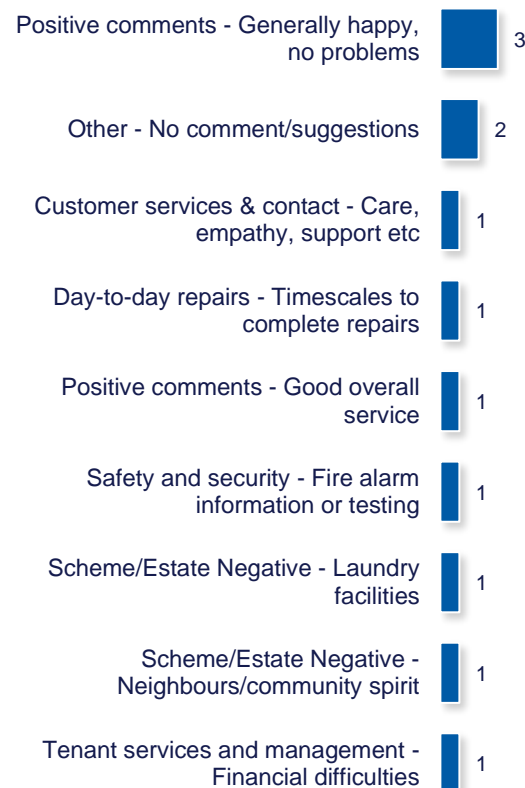 Positive comments - Generally happy,
no problems
3
Other - No comment/suggestions
2
Customer services & contact - Care,
empathy, support etc
1
Day-to-day repairs - Timescales to
complete repairs
1
Positive comments - Good overall
service
1
Safety and security - Fire alarm
information or testing
1
Scheme/Estate Negative - Laundry
facilities
1
Scheme/Estate Negative -
Neighbours/community spirit
1
Tenant services and management -
Financial difficulties
1